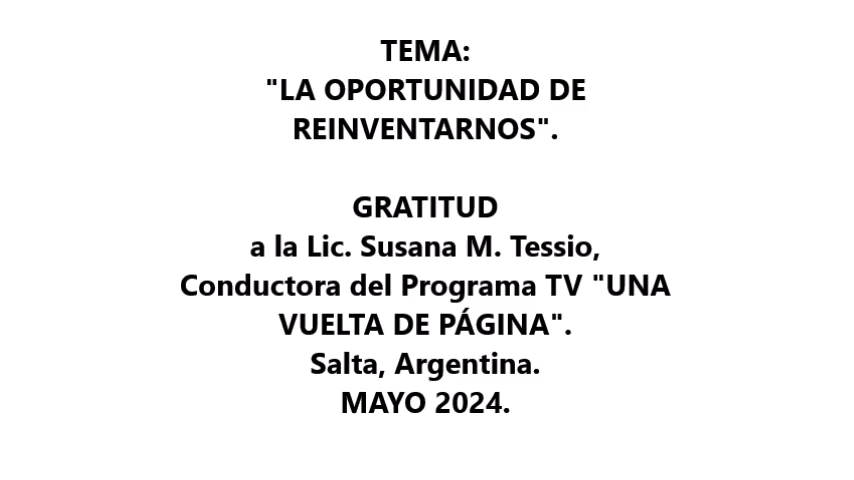 TEMA:
"LA OPORTUNIDAD DE
REINVENTARNOS".
GRATITUD
a la Lic. Susana M. Tessio,
Conductora del Programa TV "UNA
VUELTA DE PÁGINA".
Salta, Argentina.
MAYO 2024.